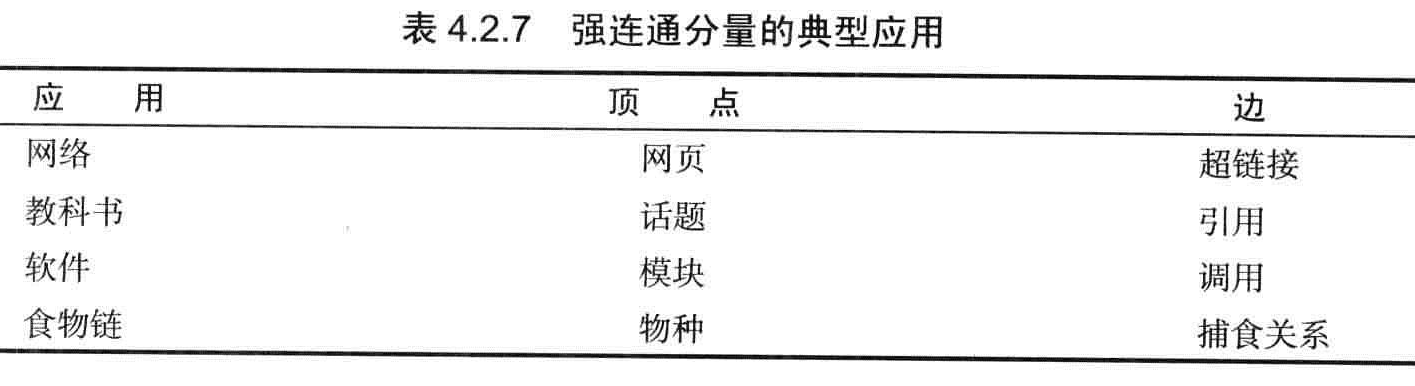 表 4.2.7 强连通分量的典型应用
应 用 顶 点 边
网络 网页 超链接
教科书 话题 引用
软件 模块 调用
食物链 物种 捕食关系